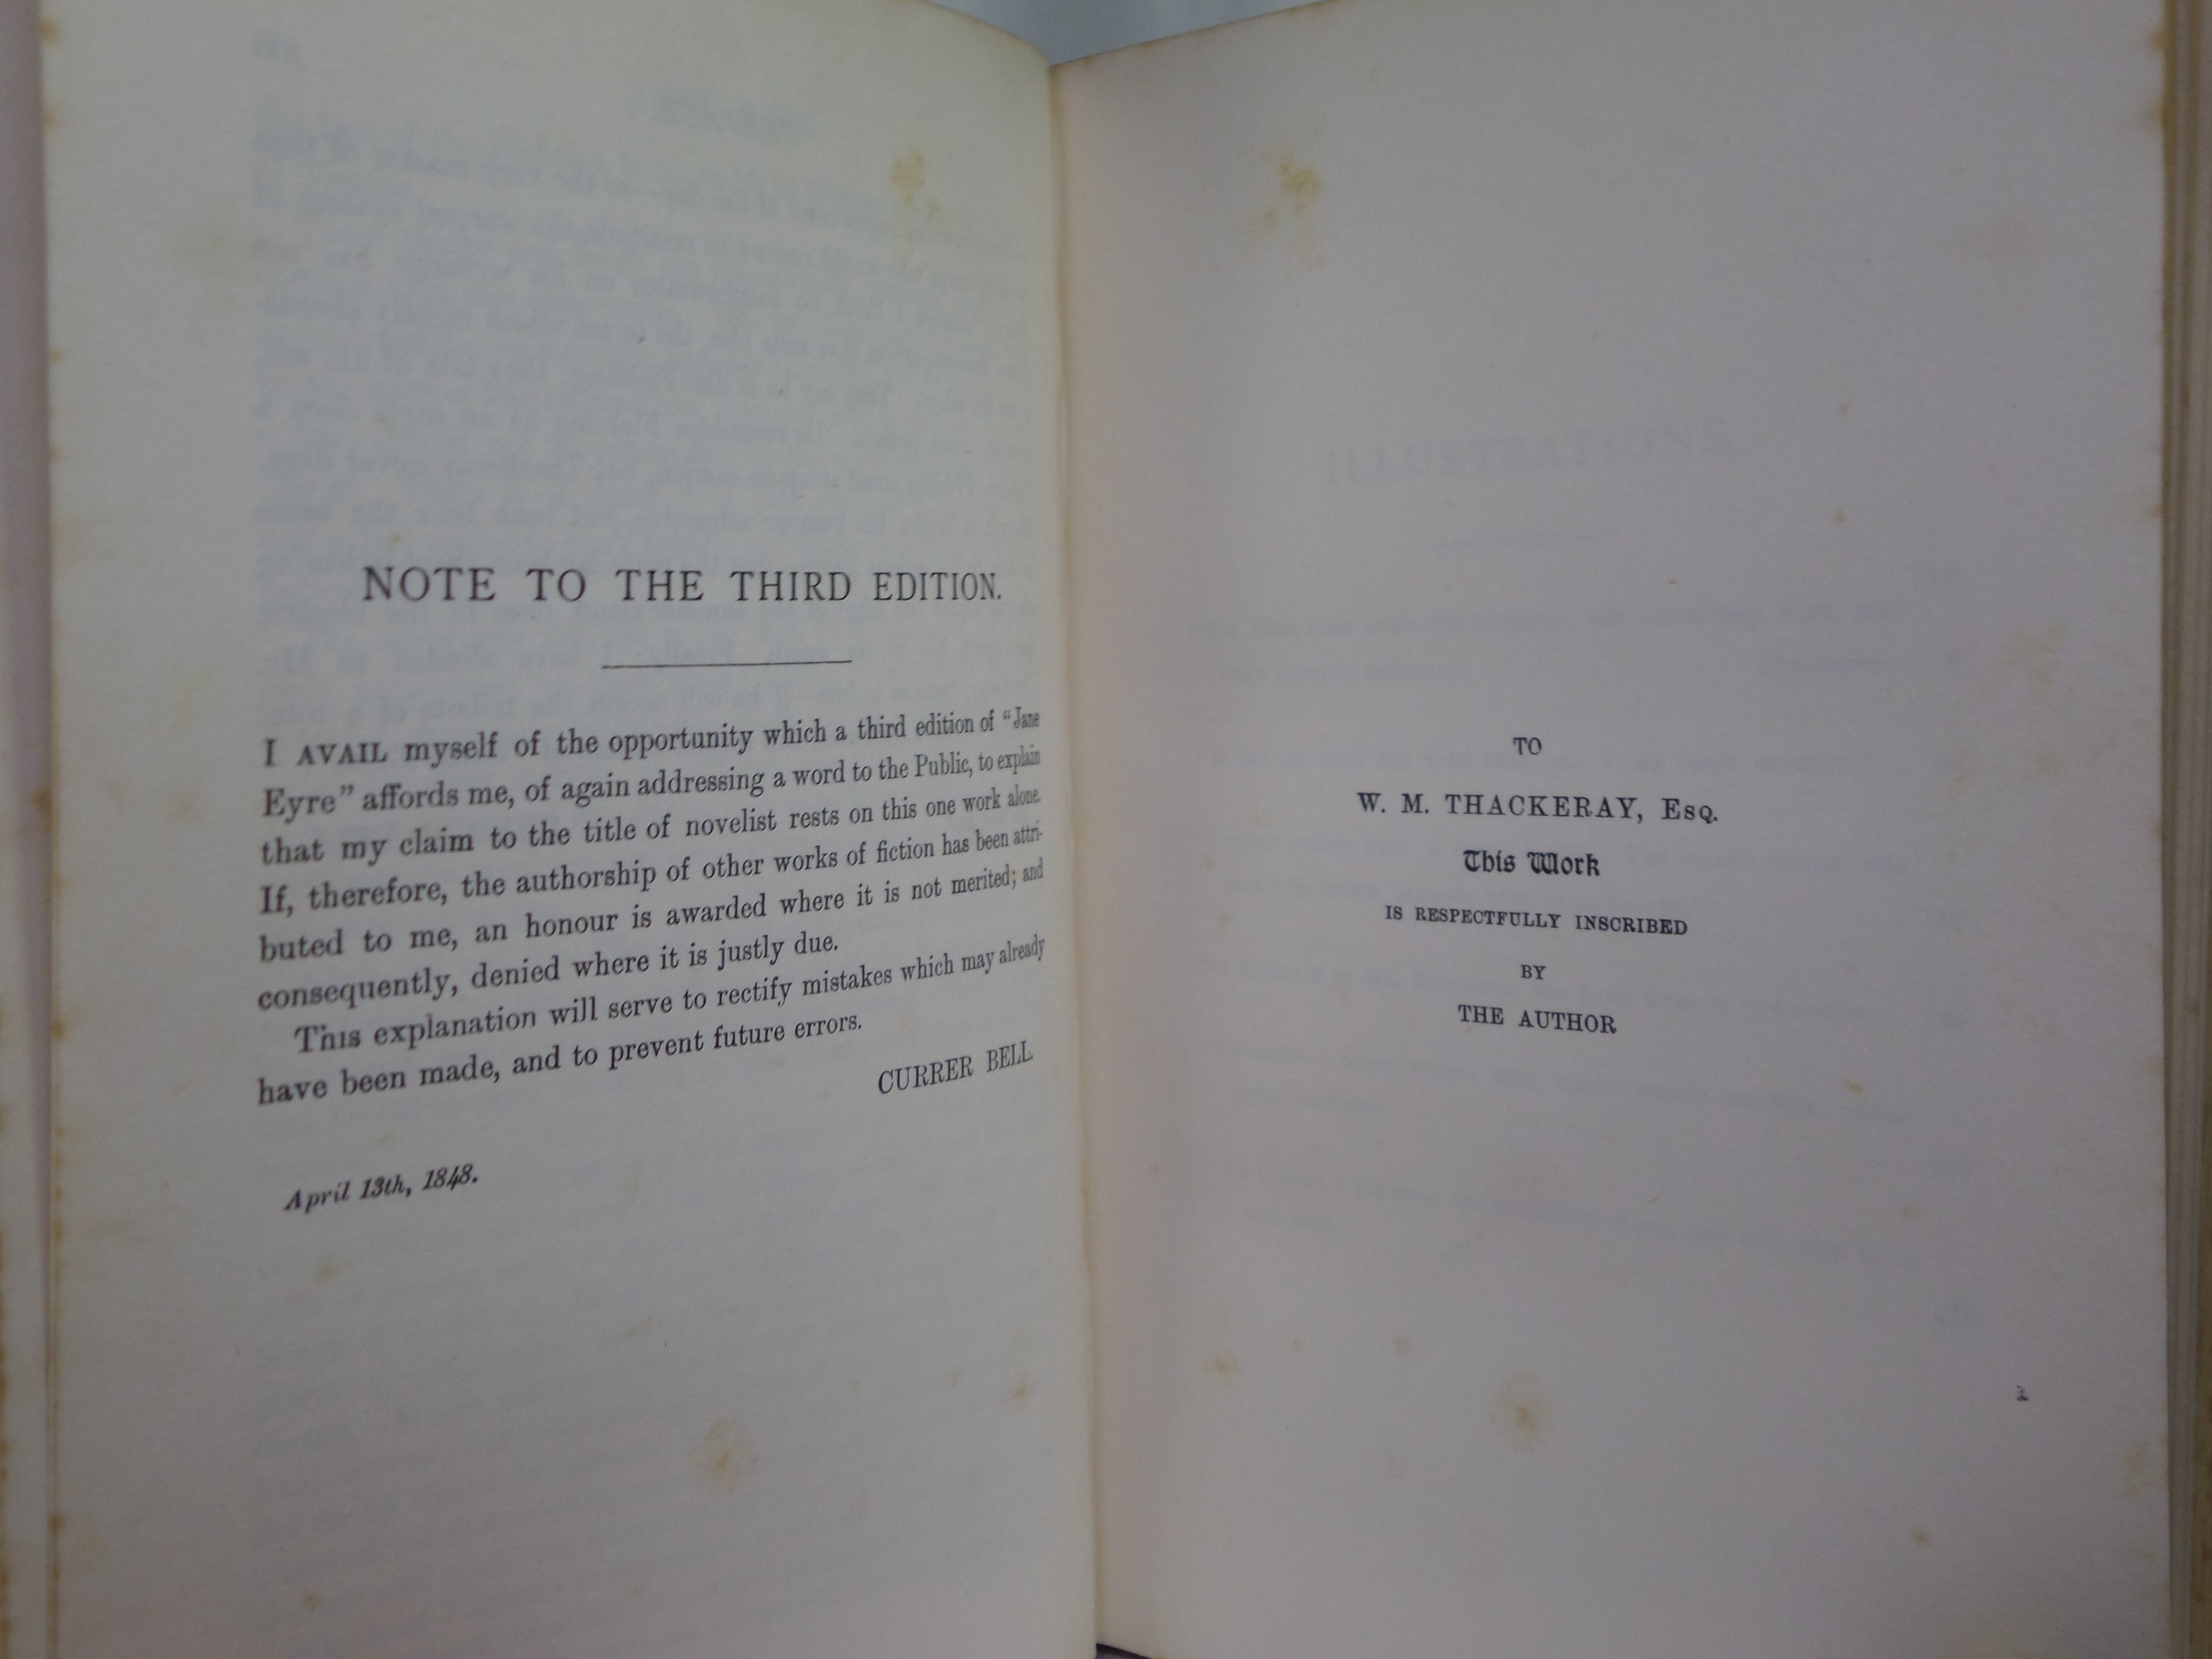 NOTE TO THE THIRD EDITION.
I AVAIL myself of the opportunity which a third edition of "Jane
Eyre" affords me, of again addressing a word to the Public, to explain
that my claim to the title of novelist rests on this one work alone.
If, therefore, the authorship of other works of fiction has been attri-
buted to me, an honour is awarded where it is not merited; and
consequently, denied where it is justly due.
This explanation will serve to rectify mistakes which may already
have been made, and to prevent future errors.
CURRER BELL.
April 13th, 1848.
ILLUSTRATIONS
TO
W. M. THACKERAY, Esq.
This Work
IS RESPECTFULLY INSCRIBED
BY
THE AUTHOR